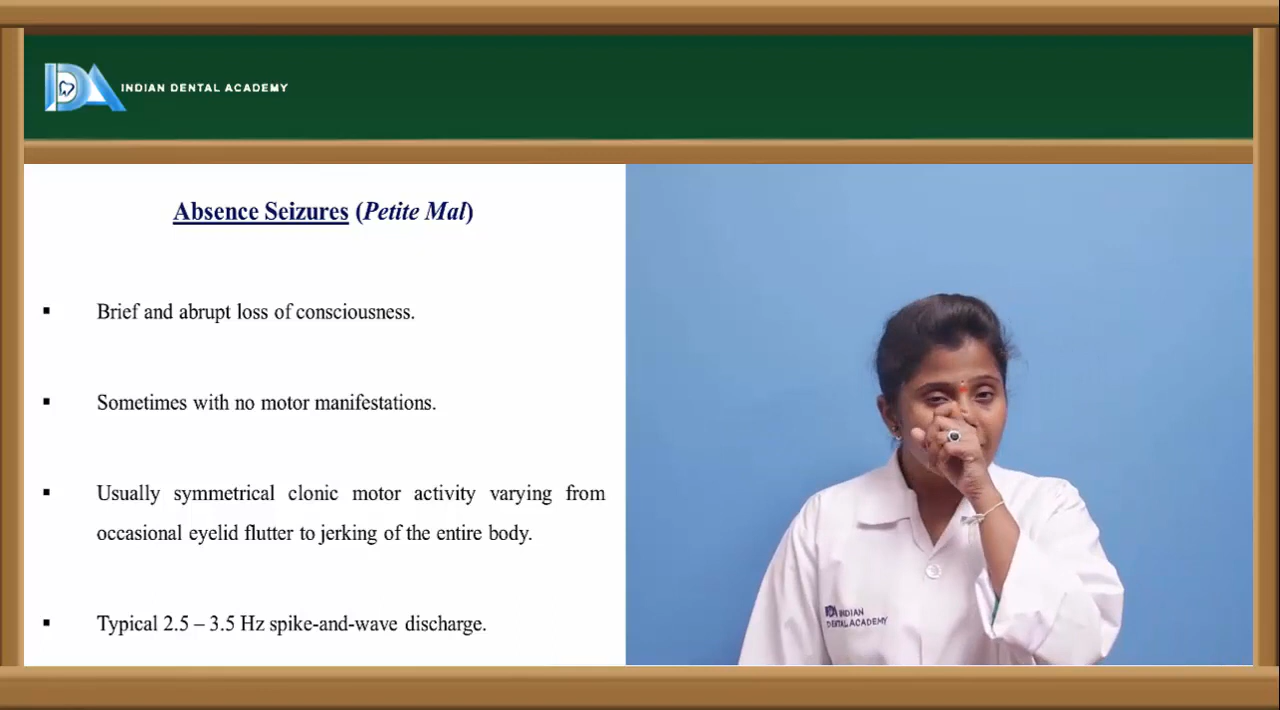 IDA INDIAN DENTAL ACADEMY
Absence Seizures (Petite Mal)
▪ Brief and abrupt loss of consciousness.
▪ Sometimes with no motor manifestations.
▪ Usually symmetrical clonic motor activity varying from
occasional eyelid flutter to jerking of the entire body.
▪ Typical 2.5 – 3.5 Hz spike-and-wave discharge.
IDA INDIAN
DENTAL ACADEMY